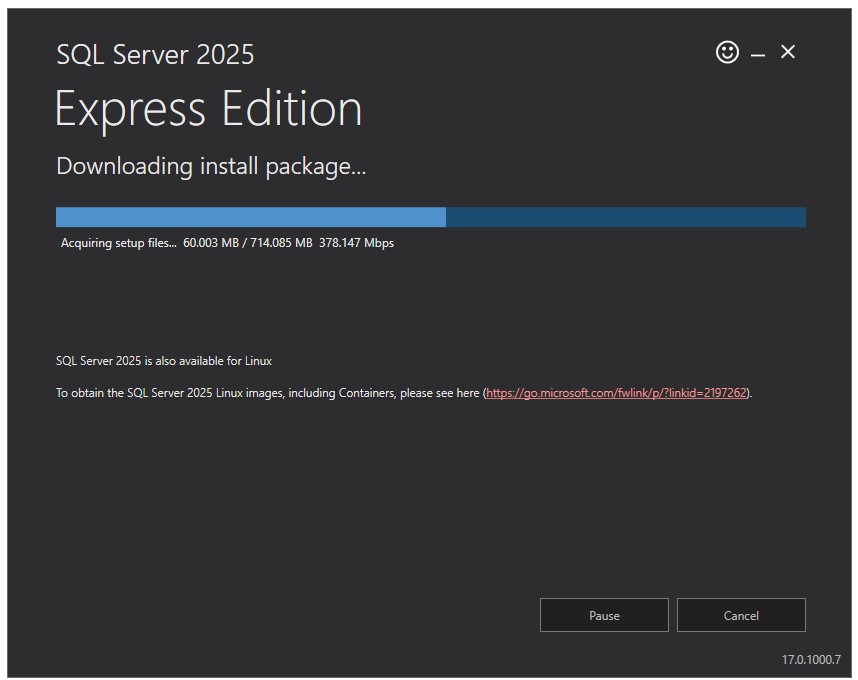 SQL Server 2025
Express Edition
Downloading install package...
Acquiring setup files... 60.003 MB / 714.085 MB 378.147 Mbps
SQL Server 2025 is also available for Linux
To obtain the SQL Server 2025 Linux images, including Containers, please see here (https://go.microsoft.com/fwlink/p/?linkid=2197262).
Pause Cancel
17.0.1000.7